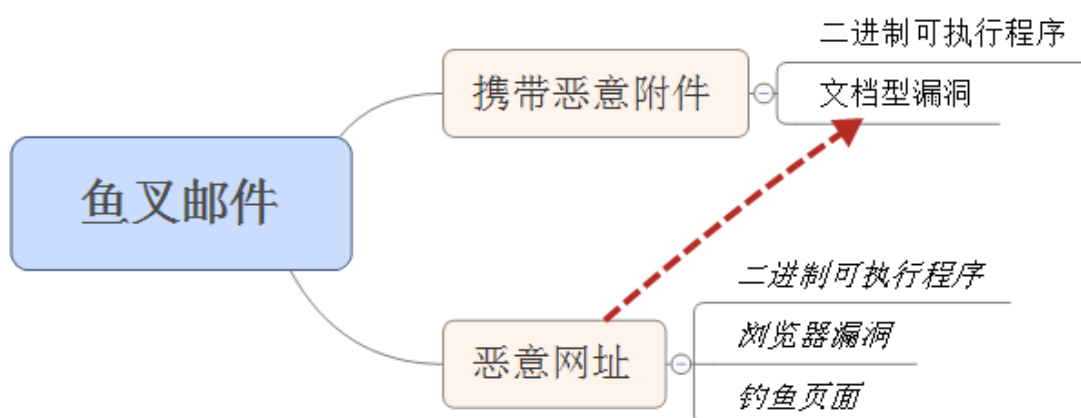 鱼叉邮件
携带恶意附件
二进制可执行程序
文档型漏洞
恶意网址
二进制可执行程序
浏览器漏洞
钓鱼页面